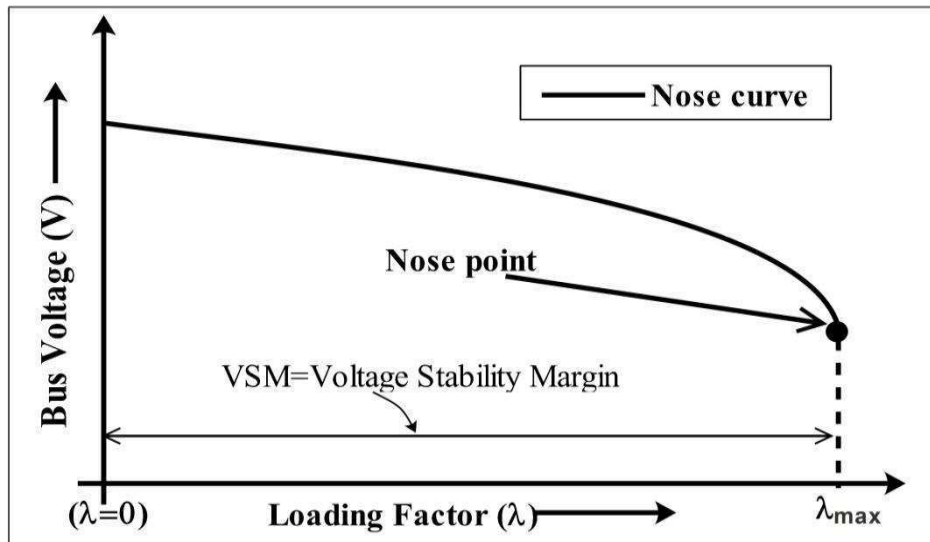 Nose curve
Bus Voltage (V)
Nose point
VSM=Voltage Stability Margin
(λ=0)
Loading Factor (λ)
λmax